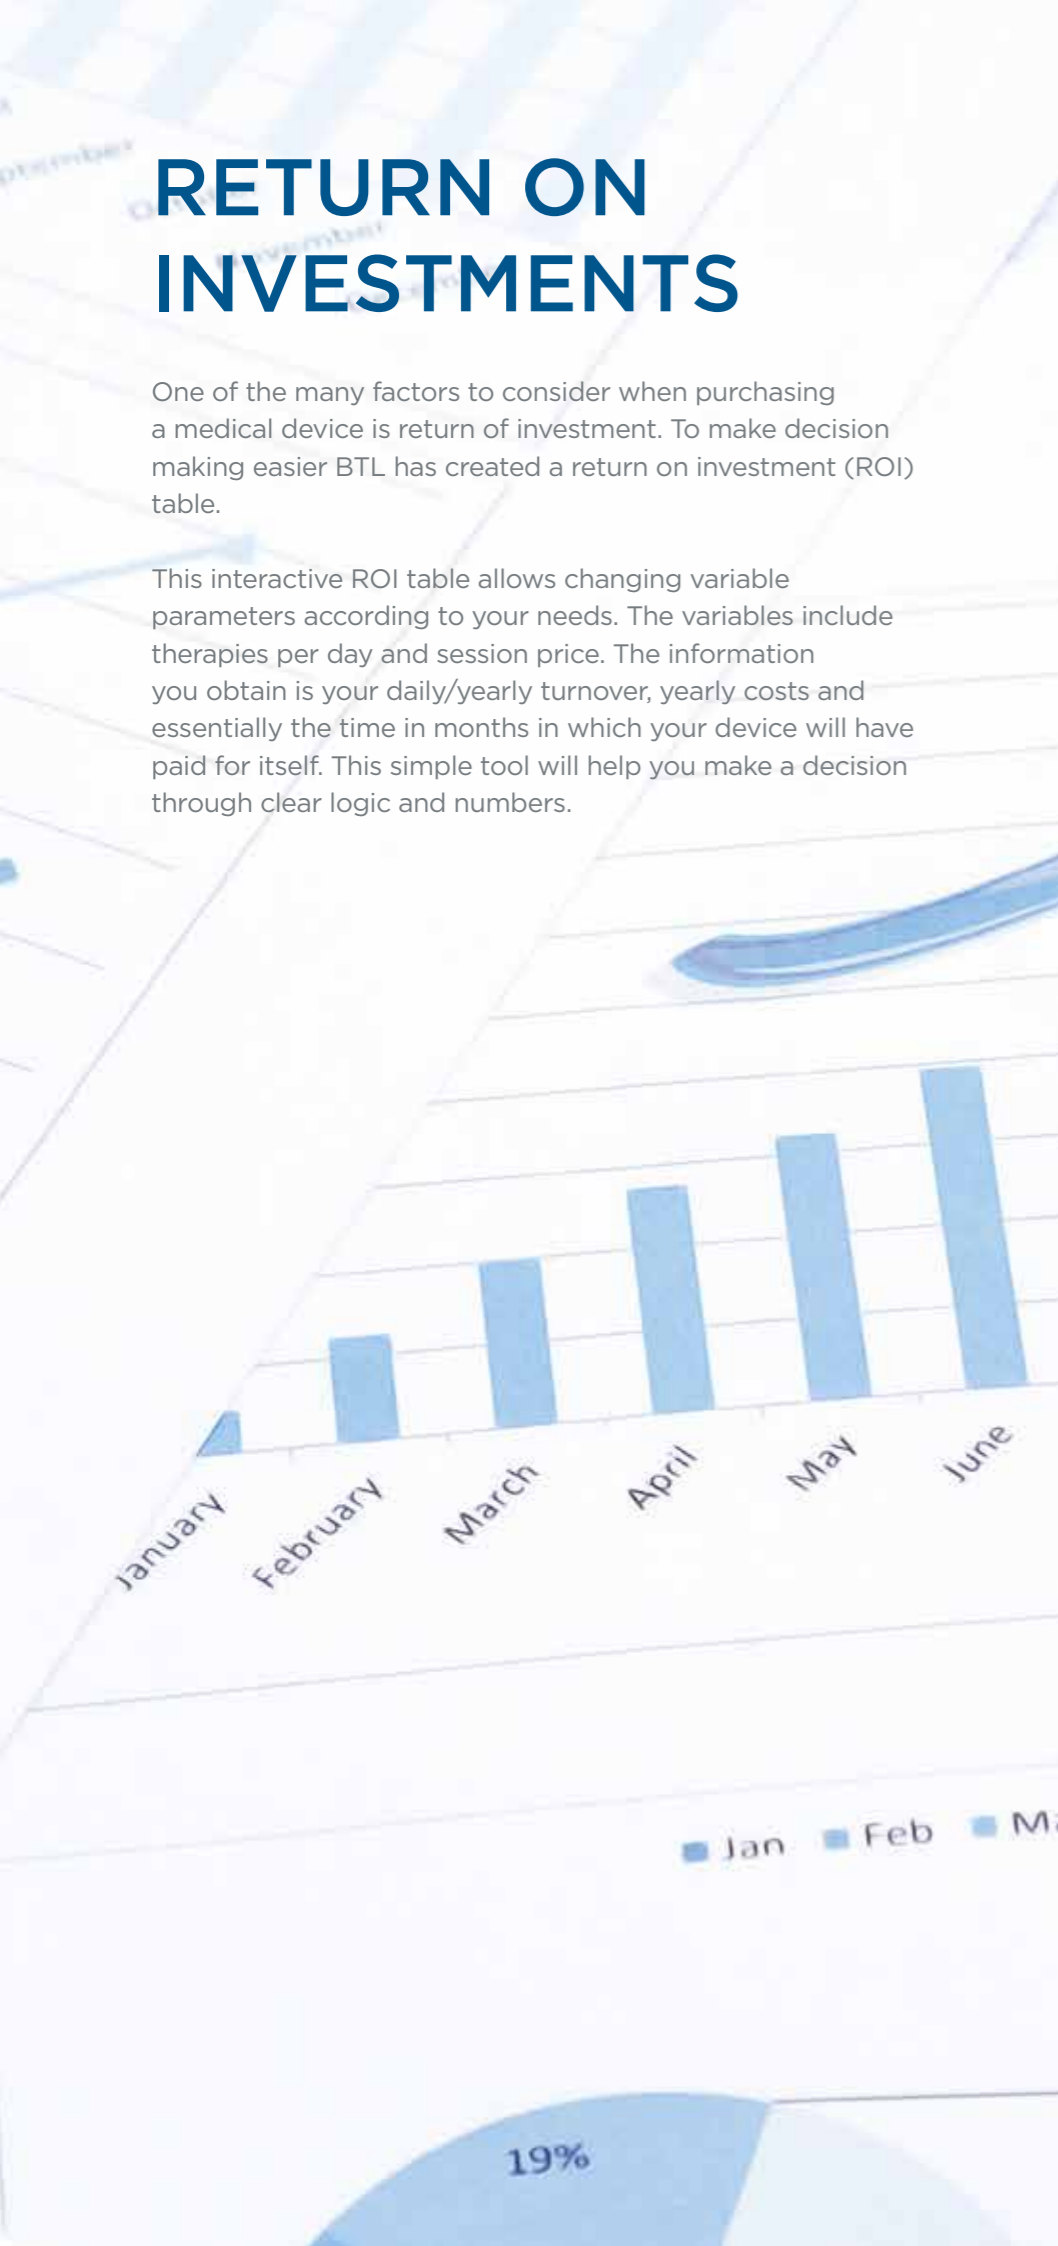 September
October
November
December
RETURN ON
INVESTMENTS
One of the many factors to consider when purchasing
a medical device is return of investment. To make decision
making easier BTL has created a return on investment (ROI)
table.
This interactive ROI table allows changing variable
parameters according to your needs. The variables include
therapies per day and session price. The information
you obtain is your daily/yearly turnover, yearly costs and
essentially the time in months in which your device will have
paid for itself. This simple tool will help you make a decision
through clear logic and numbers.
January
February
March
April
May
June
Jan
Feb
Ma
19%